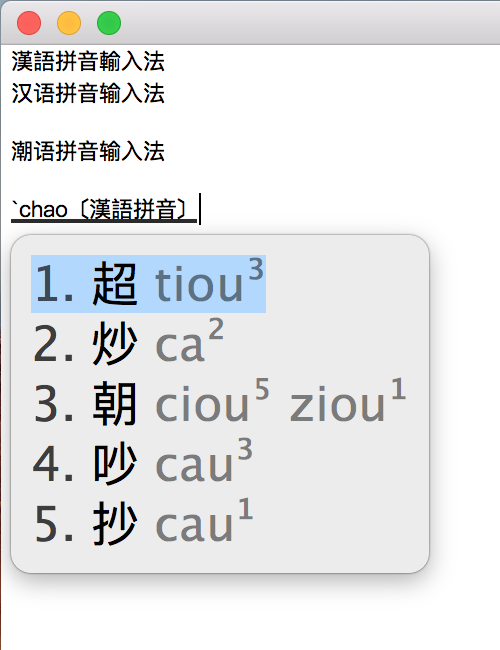 漢語拼音輸入法
汉语拼音输入法
潮语拼音输入法
`chao〔漢語拼音〕
1. 超 tiou³
2. 炒 ca²
3. 朝 ciou⁵ ziou¹
4. 吵 cau³
5. 抄 cau¹